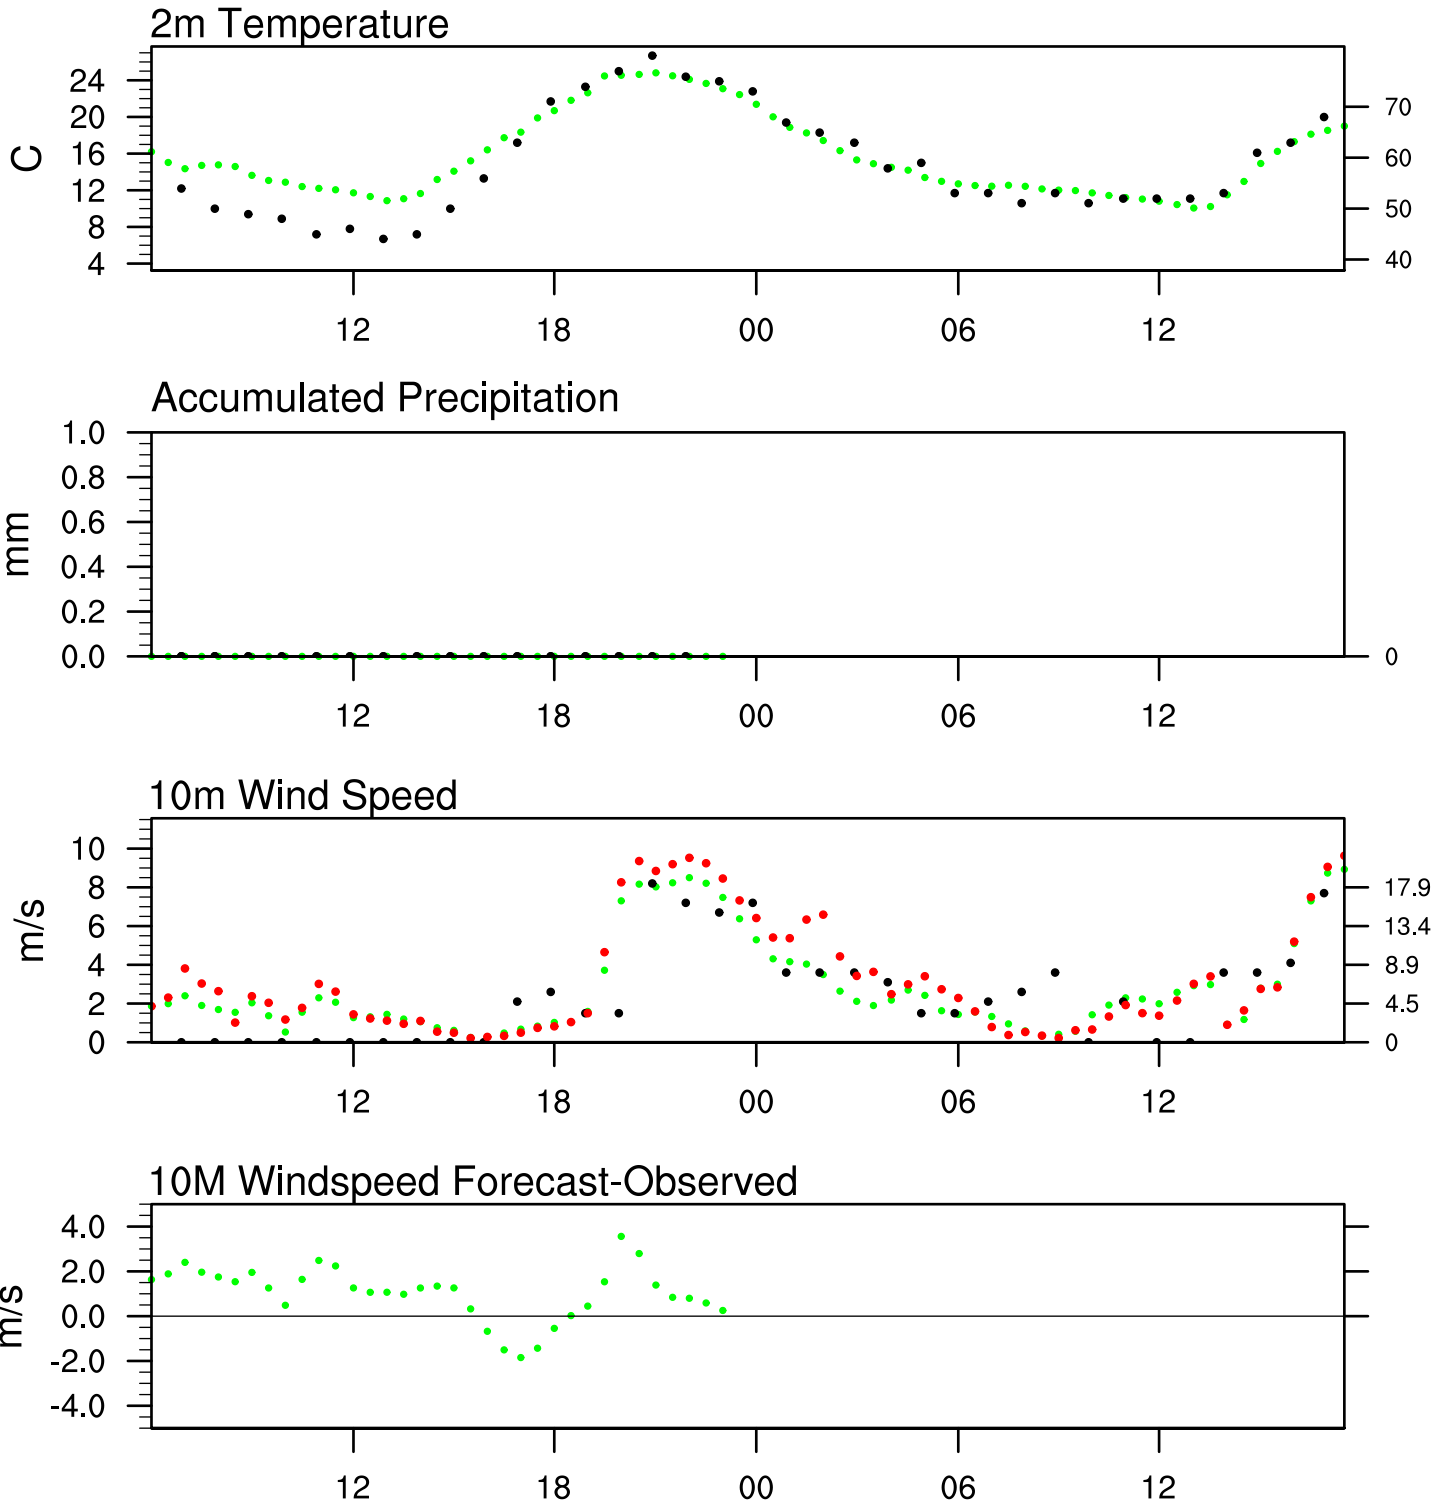 2m Temperature
24
20
16
12
8
4
C
70
60
50
40
12 18 00 06 12
Accumulated Precipitation
1.0
0.8
0.6
0.4
0.2
0.0
mm
0
12 18 00 06 12
10m Wind Speed
10
8
6
4
2
0
m/s
17.9
13.4
8.9
4.5
0
12 18 00 06 12
10M Windspeed Forecast-Observed
4.0
2.0
0.0
-2.0
-4.0
m/s
12 18 00 06 12